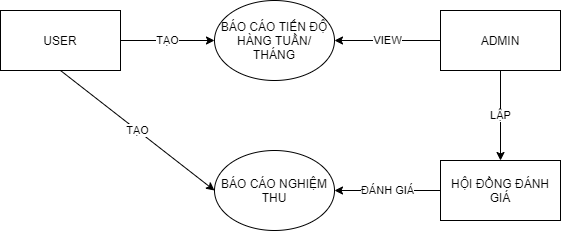 USER
TẠO
BÁO CÁO TIẾN ĐỘ
HÀNG TUẦN/
THÁNG
VIEW
ADMIN
TẠO
LẬP
BÁO CÁO NGHIỆM
THU
ĐÁNH GIÁ
HỘI ĐỒNG ĐÁNH
GIÁ